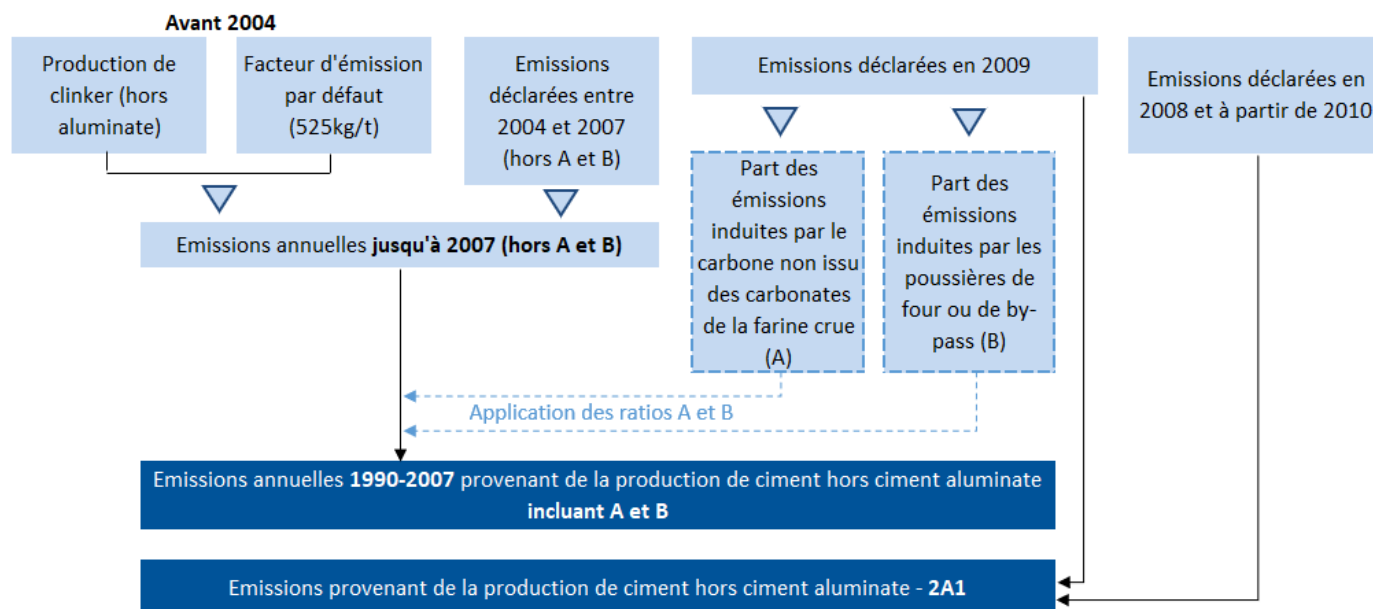 Avant 2004
Production de
clinker (hors
aluminate)
Facteur d'émission
par défaut
(525kg/t)
Emissions
déclarées entre
2004 et 2007
(hors A et B)
Emissions déclarées en 2009
Emissions déclarées en
2008 et à partir de 2010
Part des
émissions
induites par le
carbone non issu
des carbonates
de la farine crue
(A)
Part des
émissions
induites par les
poussières de
four ou de by-
pass (B)
Emissions annuelles jusqu'à 2007 (hors A et B)
Application des ratios A et B
Emissions annuelles 1990-2007 provenant de la production de ciment hors ciment aluminate
incluant A et B
Emissions provenant de la production de ciment hors ciment aluminate - 2A1